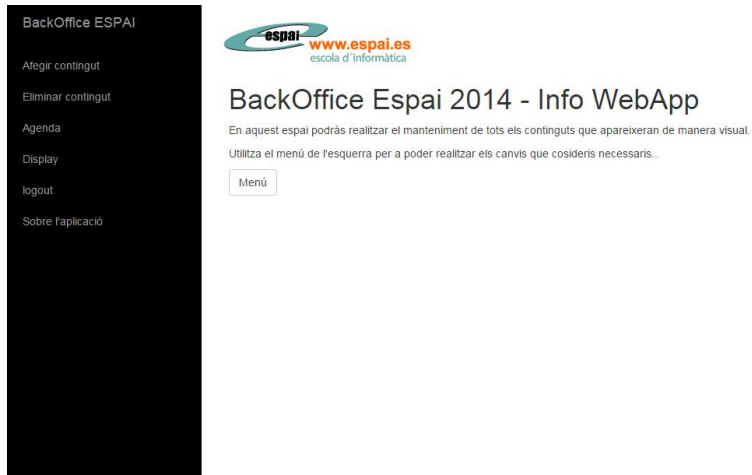 BackOffice ESPAI
Afegir contingut
Eliminar contingut
Agenda
Display
logout
Sobre l'aplicació
espai
www.espai.es
escola d'informàtica
BackOffice Espai 2014 - Info WebApp
En aquest espai podràs realitzar el manteniment de tots els continguts que apareixeran de manera visual.
Utilitza el menú de l'esquerra per a poder realitzar els canvis que cosideris necessaris..
Menú